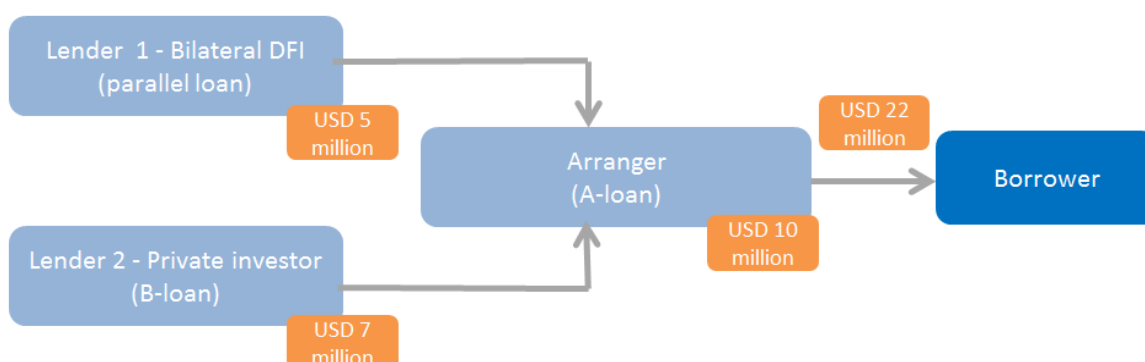 Lender 1 - Bilateral DFI
(parallel loan)
USD 5
million
USD 22
million
Arranger
(A-loan)
Borrower
USD 10
million
Lender 2 - Private investor
(B-loan)
USD 7
million